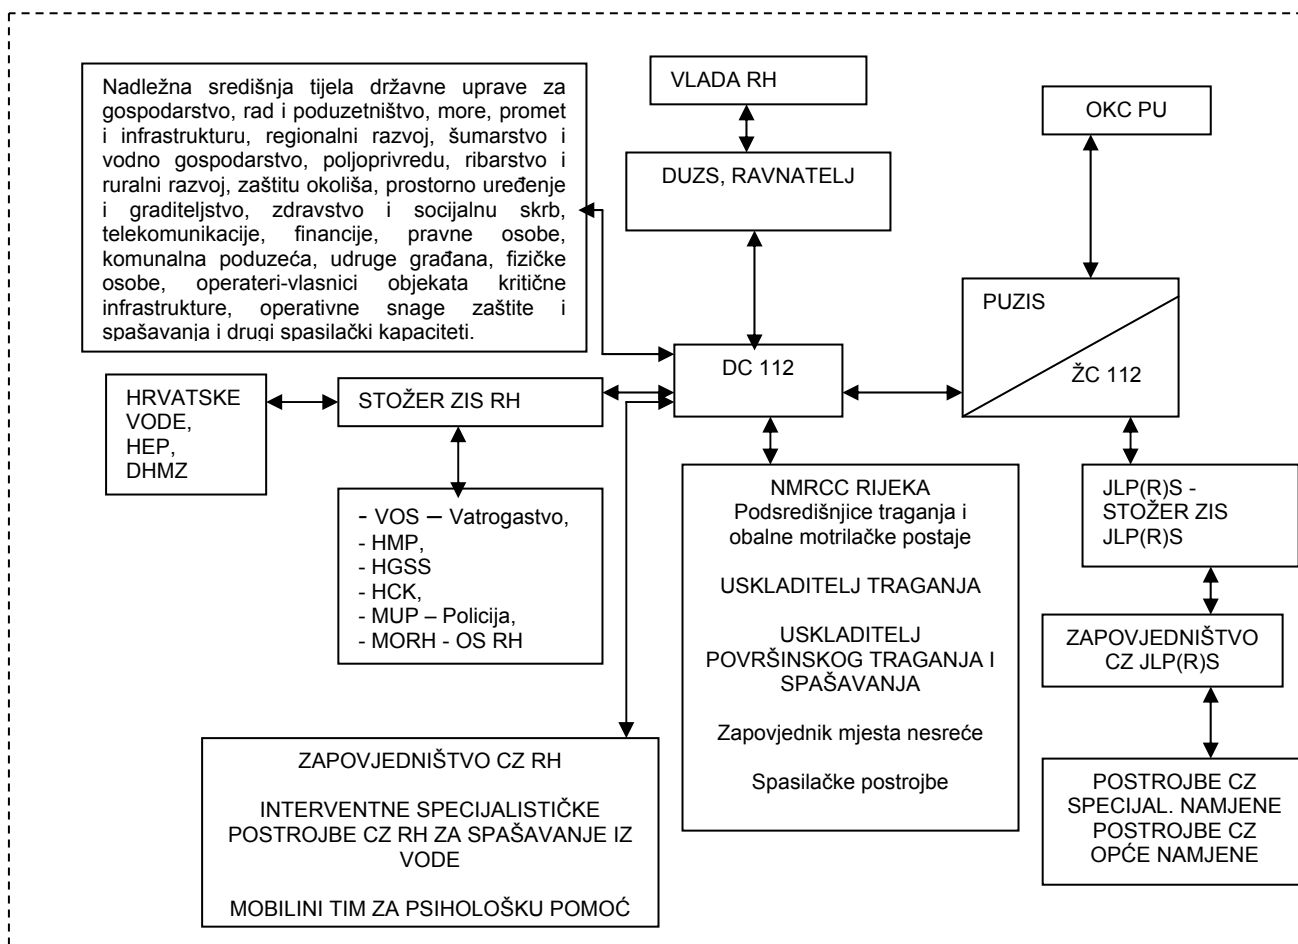 Nadležna središnja tijela državne uprave za
gospodarstvo, rad i poduzetništvo, more, promet
i infrastrukturu, regionalni razvoj, šumarstvo i
vodno gospodarstvo, poljoprivredu, ribarstvo i
ruralni razvoj, zaštitu okoliša, prostorno uređenje
i graditeljstvo, zdravstvo i socijalnu skrb,
telekomunikacije, financije, pravne osobe,
komunalna poduzeća, udruge građana, fizičke
osobe, operateri-vlasnici objekata kritične
infrastrukture, operativne snage zaštite i
spašavanja i drugi spasilački kapaciteti.
VLADA RH
DUZS, RAVNATELJ
OKC PU
PUZIS
ŽC 112
DC 112
STOŽER ZIS RH
HRVATSKE
VODE,
HEP,
DHMZ
- VOS – Vatrogastvo,
- HMP,
- HGSS
- HCK,
- MUP – Policija,
- MORH - OS RH
NMRCC RIJEKA
Podsredišnjice traganja i
obalne motrilačke postaje
USKLADITELJ TRAGANJA
USKLADITELJ
POVRŠINSKOG TRAGANJA I
SPAŠAVANJA
Zapovjednik mjesta nesreće
Spasilačke postrojbe
JLP(R)S -
STOŽER ZIS
JLP(R)S
ZAPOVJEDNIŠTVO
CZ JLP(R)S
POSTROJBE CZ
SPECIJAL. NAMJENE
POSTROJBE CZ
OPĆE NAMJENE
ZAPOVJEDNIŠTVO CZ RH
INTERVENTNE SPECIJALISTIČKE
POSTROJBE CZ RH ZA SPAŠAVANJE IZ
VODE
MOBILINI TIM ZA PSIHOLOŠKU POMOĆ